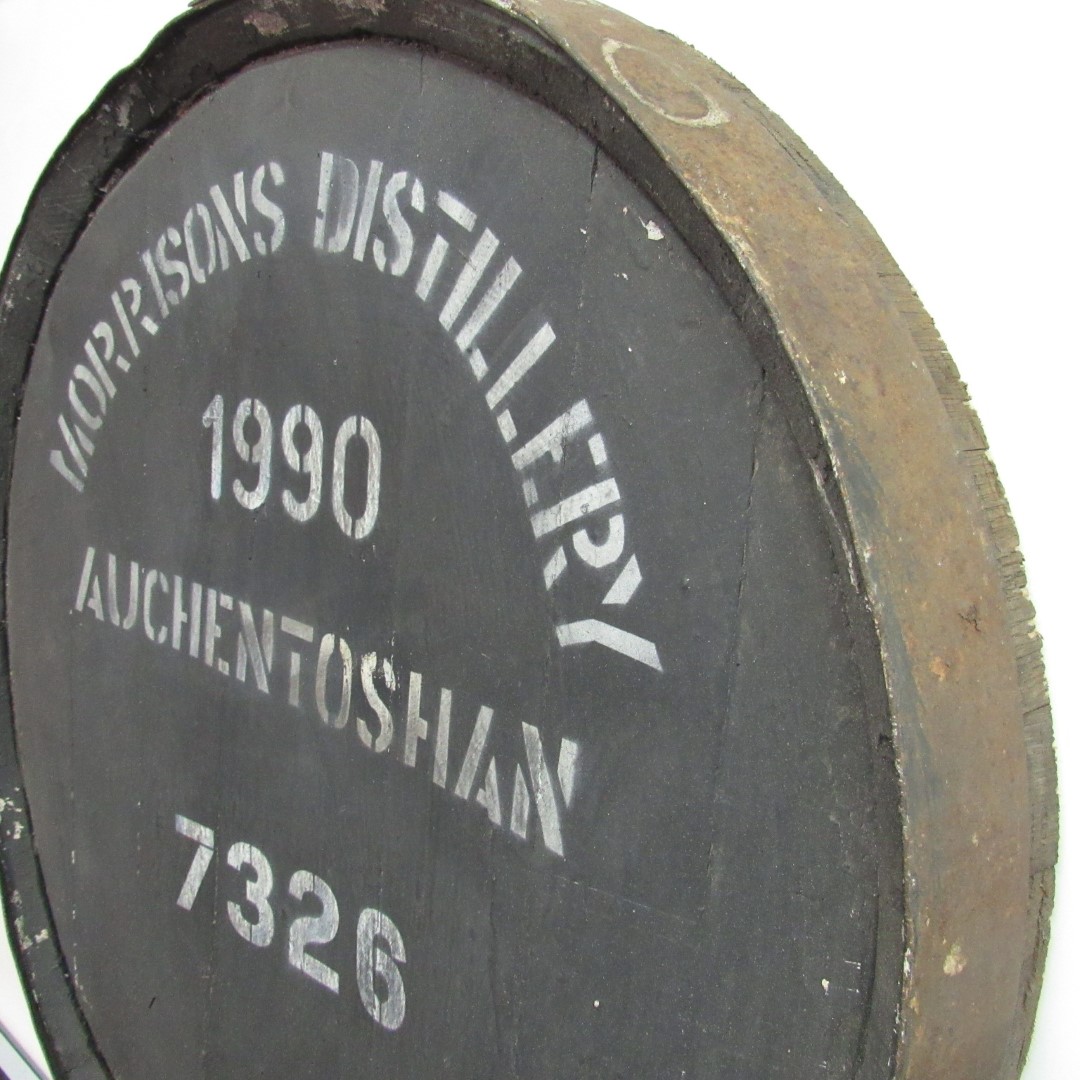 MORRISONS DISTILLERY
1990
AUCHENTOSHAN
7326